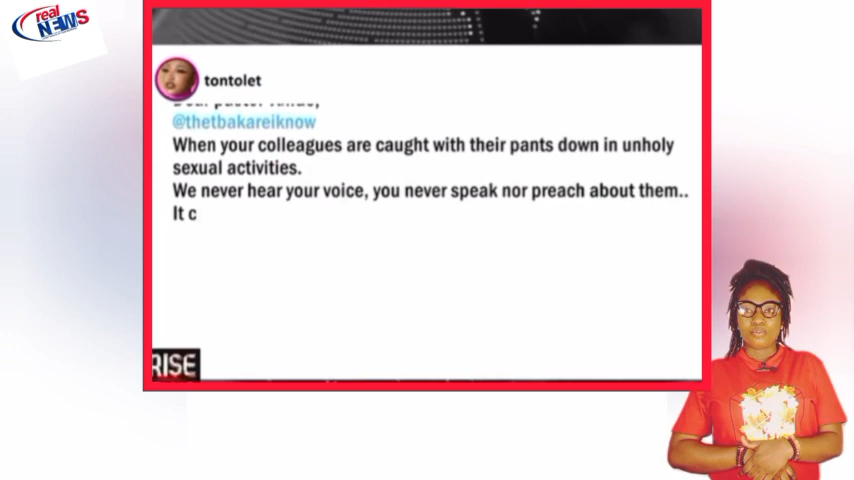 real
NEWS
tontolet
@thetbakareiknow
When your colleagues are caught with their pants down in unholy
sexual activities.
We never hear your voice, you never speak nor preach about them..
It c
RISE